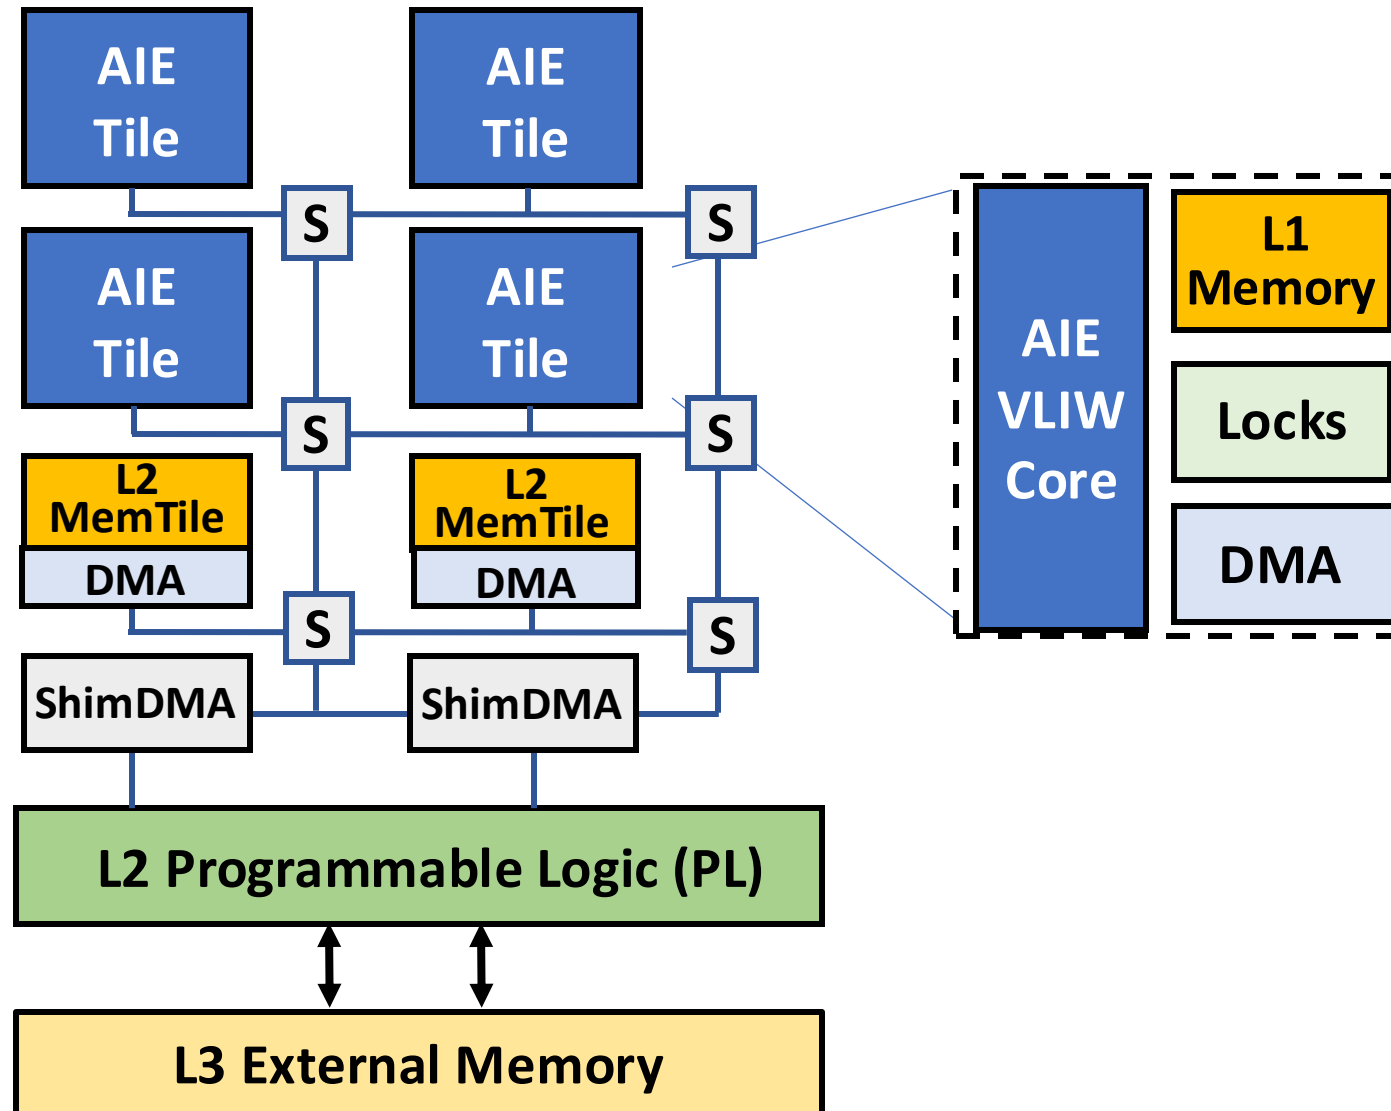 AIE
Tile
AIE
Tile
S
S
AIE
Tile
AIE
Tile
S
S
L2
MemTile
DMA
L2
MemTile
DMA
S
S
ShimDMA
ShimDMA
L2 Programmable Logic (PL)
L3 External Memory
AIE
VLIW
Core
L1
Memory
Locks
DMA